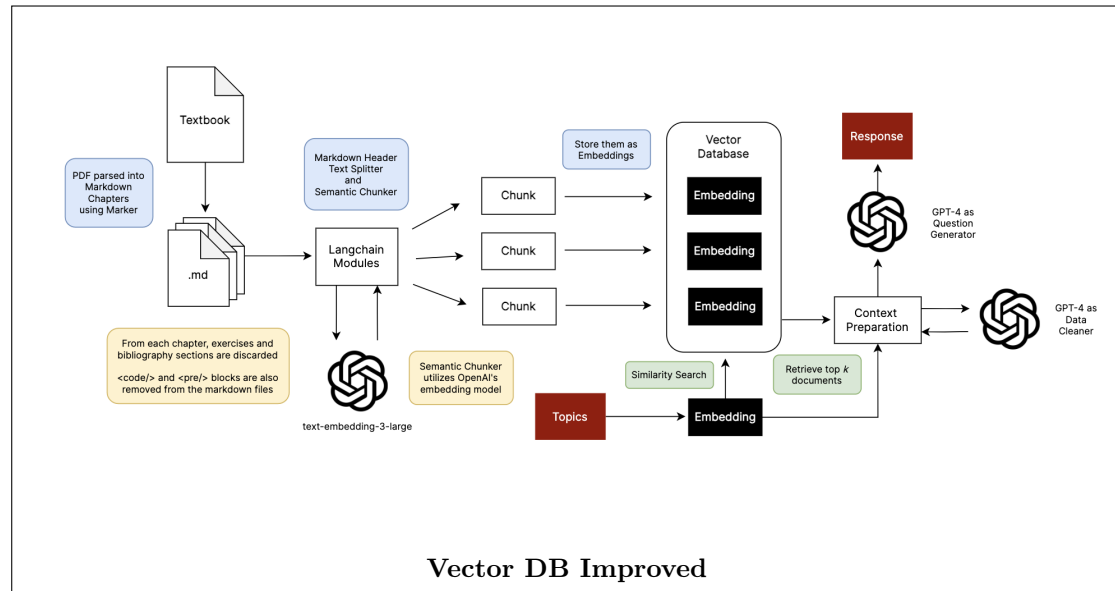 Textbook
PDF parsed into
Markdown
Chapters
using Marker
.md
From each chapter, exercises and
bibliography sections are discarded
<code/> and <pre/> blocks are also
removed from the markdown files
Markdown Header
Text Splitter
and
Semantic Chunker
Langchain
Modules
text-embedding-3-large
Semantic Chunker
utilizes OpenAI's
embedding model
Chunk
Chunk
Chunk
Store them as
Embeddings
Vector
Database
Embedding
Embedding
Embedding
Similarity Search
Topics
Embedding
Retrieve top k
documents
Response
GPT-4 as
Question
Generator
Context
Preparation
GPT-4 as
Data
Cleaner
Vector DB Improved